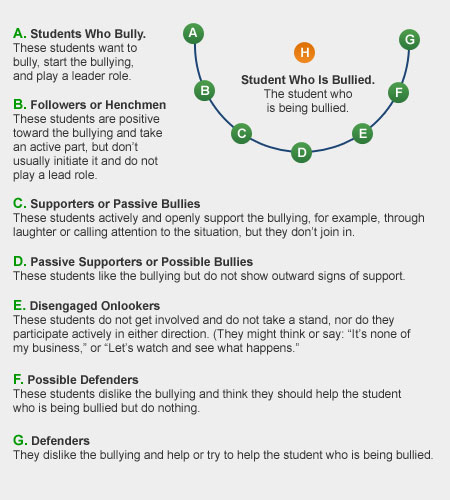 A. Students Who Bully.
These students want to
bully, start the bullying,
and play a leader role.
B. Followers or Henchmen
These students are positive
toward the bullying and take
an active part, but don't
usually initiate it and do not
play a lead role.
A
B
C
D
E
F
G
H
Student Who Is Bullied.
The student who
is being bullied.
C. Supporters or Passive Bullies
These students actively and openly support the bullying, for example, through
laughter or calling attention to the situation, but they don't join in.
D. Passive Supporters or Possible Bullies
These students like the bullying but do not show outward signs of support.
E. Disengaged Onlookers
These students do not get involved and do not take a stand, nor do they
participate actively in either direction. (They might think or say: “It's none of
my business,” or “Let's watch and see what happens.”
F. Possible Defenders
These students dislike the bullying and think they should help the student
who is being bullied but do nothing.
G. Defenders
They dislike the bullying and help or try to help the student who is being bullied.